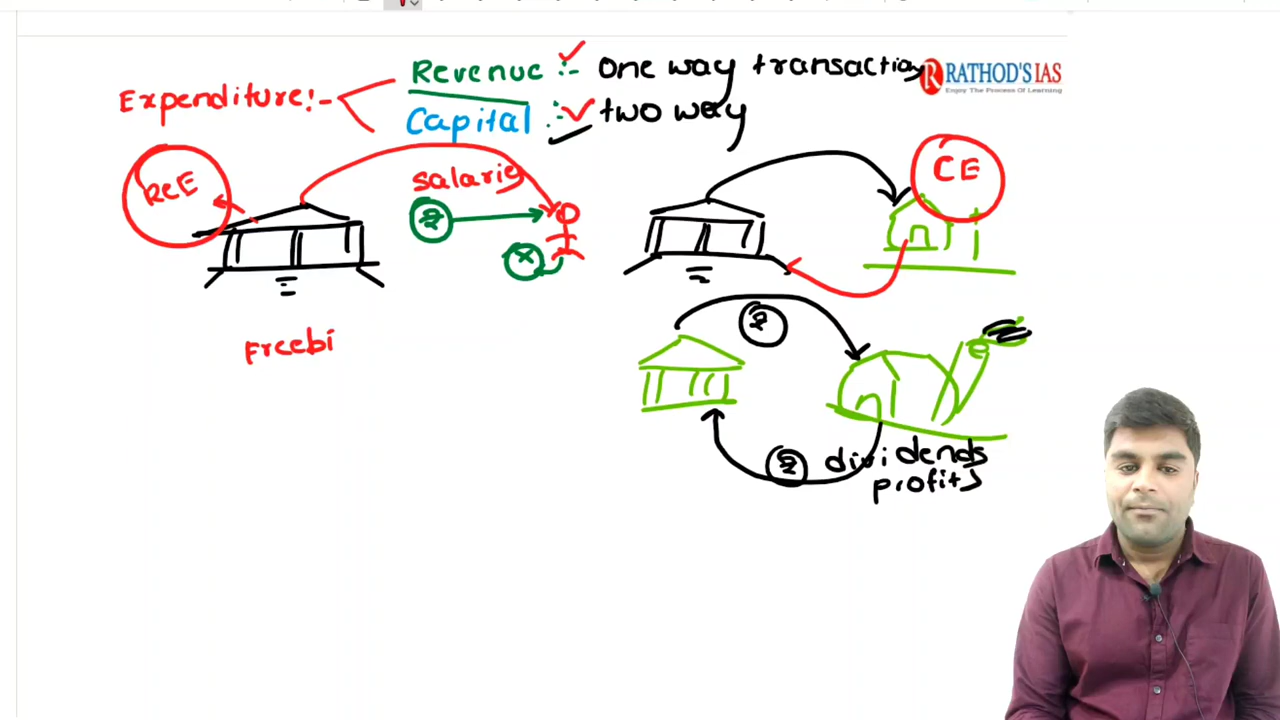 Expenditure:- Revenue :- one way transaction
Capital :- two way
RATHOD'S IAS
Enjoy The Process Of Learning
CE
salaries
₹
Freebi
₹
₹ dividends
profits